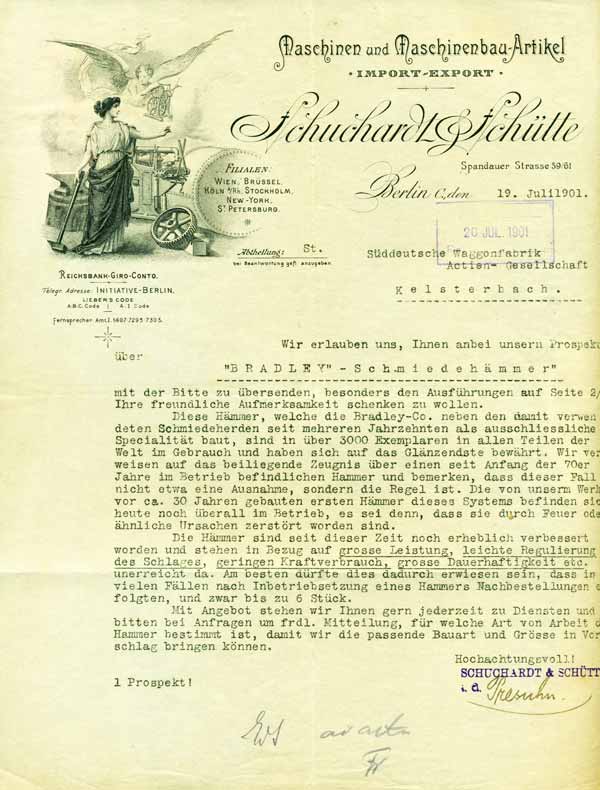 Maschinen und Maschinenbau-Artikel
· IMPORT-EXPORT ·
Schuchardt & Schütte
Spandauer Strasse 59/61
Berlin C, den 19. Juli 1901.
FILIALEN:
WIEN, BRÜSSEL,
KÖLN a/Rh. STOCKHOLM,
NEW-YORK,
ST PETERSBURG.
20 JUL. 1901
Abtheilung: St.
bei Beantwortung gefl. anzugeben.
Süddeutsche Waggonfabrik
Actien- Gesellschaft
Kelsterbach.
REICHSBANK-GIRO-CONTO.
Telegr. Adresse: INITIATIVE-BERLIN.
LIEBER'S CODE
A.B.C. Code | A.I. Code
Fernsprecher Amt I. 5607-7295-7303.
Wir erlauben uns, Ihnen anbei unsern Prospek
über
"BRADLEY" - Schmiedehämmer"
mit der Bitte zu übersenden, besonders den Ausführungen auf Seite 2/
Ihre freundliche Aufmerksamkeit schenken zu wollen.
Diese Hämmer, welche die Bradley-Co. neben den damit verwen
deten Schmiedeherden seit mehreren Jahrzehnten als ausschliessliche
Specialität baut, sind in über 3000 Exemplaren in allen Teilen der
Welt im Gebrauch und haben sich auf das Glänzendste bewährt. Wir ver
weisen auf das beiliegende Zeugnis über einen seit Anfang der 70er
Jahre im Betrieb befindlichen Hammer und bemerken, dass dieser Fall
nicht etwa eine Ausnahme, sondern die Regel ist. Die von unserm Werk
vor ca. 30 Jahren gebauten ersten Hämmer dieses Systems befinden sic
heute noch überall im Betrieb, es sei denn, dass sie durch Feuer ode
ähnliche Ursachen zerstört worden sind.
Die Hämmer sind seit dieser Zeit noch erheblich verbessert
worden und stehen in Bezug auf grosse Leistung, leichte Regulierung
des Schlages, geringen Kraftverbrauch, grosse Dauerhaftigkeit etc.
unerreicht da. Am besten dürfte dies dadurch erwiesen sein, dass in
vielen Fällen nach Inbetriebsetzung eines Hammers Nachbestellungen e
folgten, und zwar bis zu 6 Stück.
Mit Angebot stehen wir Ihnen gern jederzeit zu Diensten und
bitten bei Anfragen um frdl. Mitteilung, für welche Art von Arbeit d
Hammer bestimmt ist, damit wir die passende Bauart und Grösse in Vor
schlag bringen können.
Hochachtungsvoll!
SCHUCHARDT & SCHÜTT
i. d. Presuhn.
1 Prospekt!
ad acta